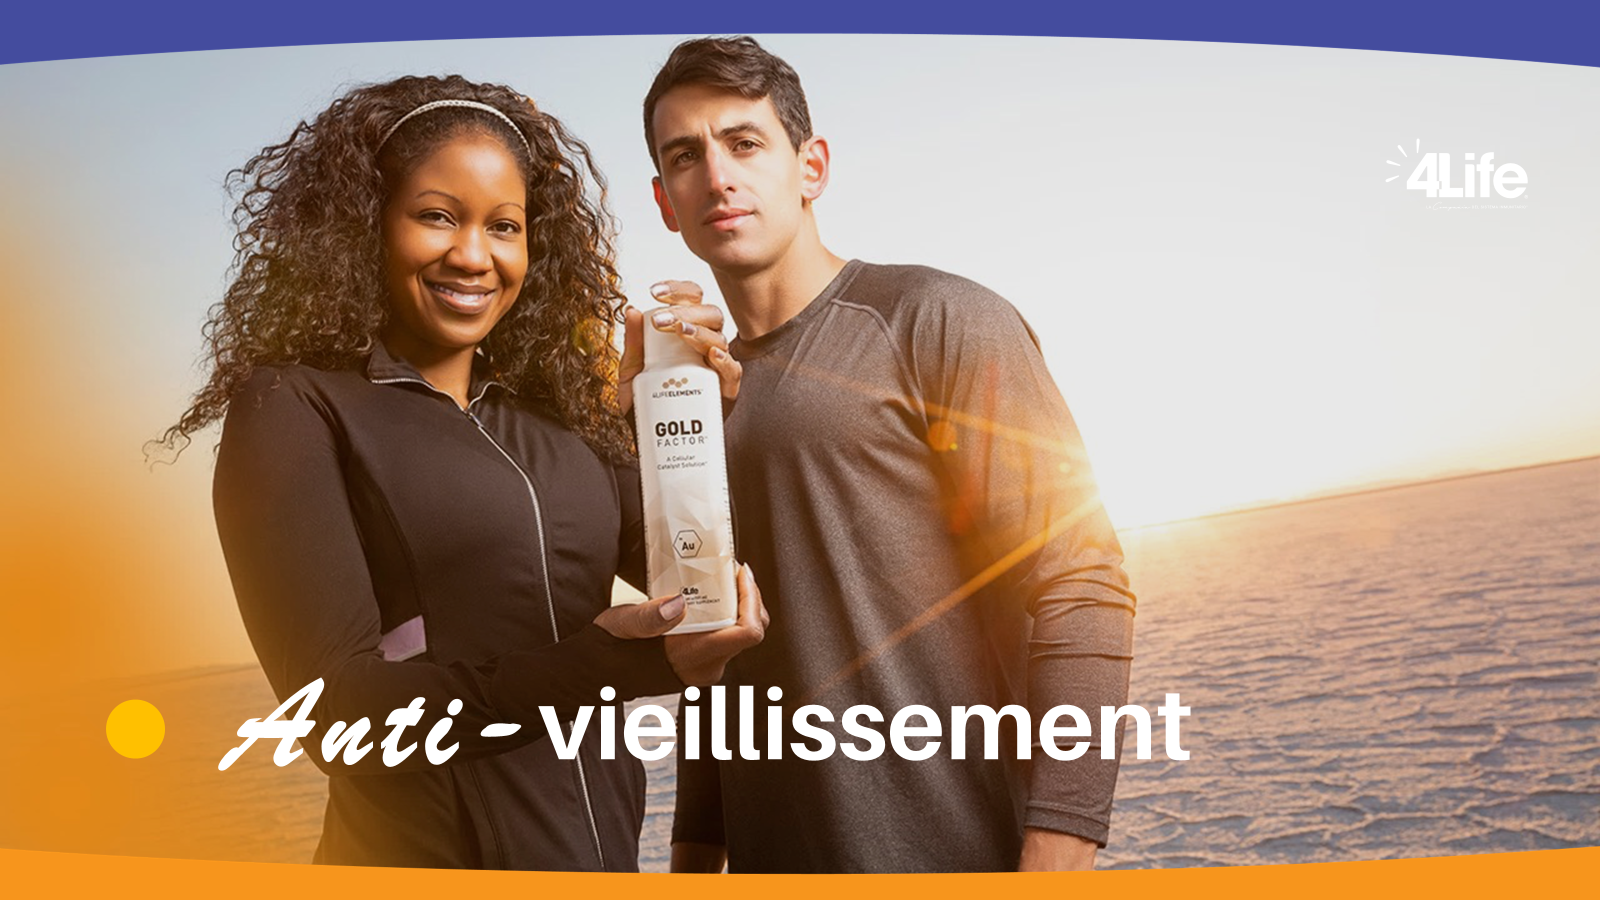 4Life
4LIFEELEMENTS
GOLD
FACTOR
A Cellular
Catalyst Solution
Au
4Life
Anti-vieillissement